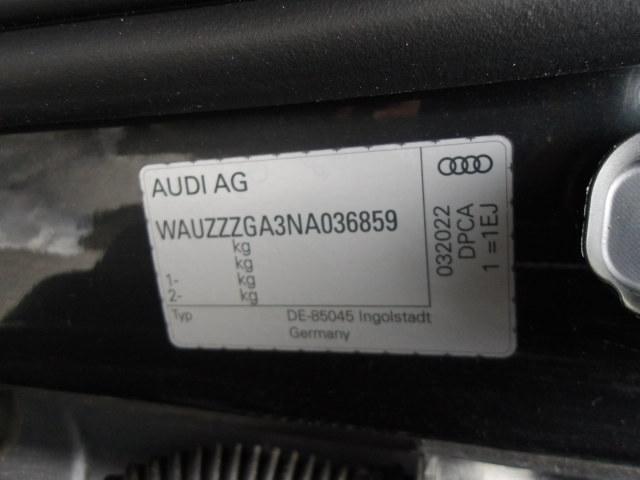 AUDI AG
WAUZZZGA3NA036859
kg
kg
1- kg
2- kg
Typ DE-85045 Ingolstadt
Germany
032022
DPCA
1 =1EJ